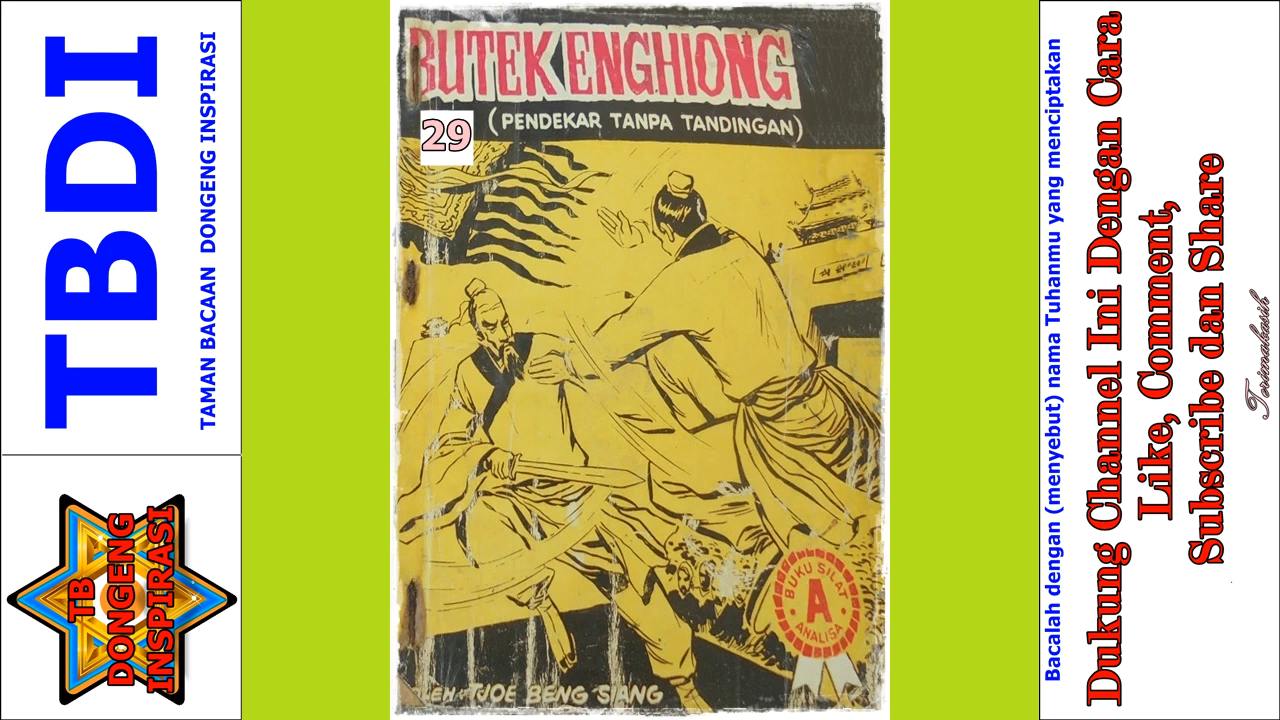 TBDI
TAMAN BACAAN DONGENG INSPIRASI
TB
DONGENG
INSPIRASI
BUTEK ENGHIONG
(PENDEKAR TANPA TANDINGAN)
29
BUKU SILAT
A
ANALISA
TJOE BENG SIANG
Bacalah dengan (menyebut) nama Tuhanmu yang menciptakan
Dukung Channel Ini Dengan Cara
Like, Comment,
Subscribe dan Share
Terimakasih